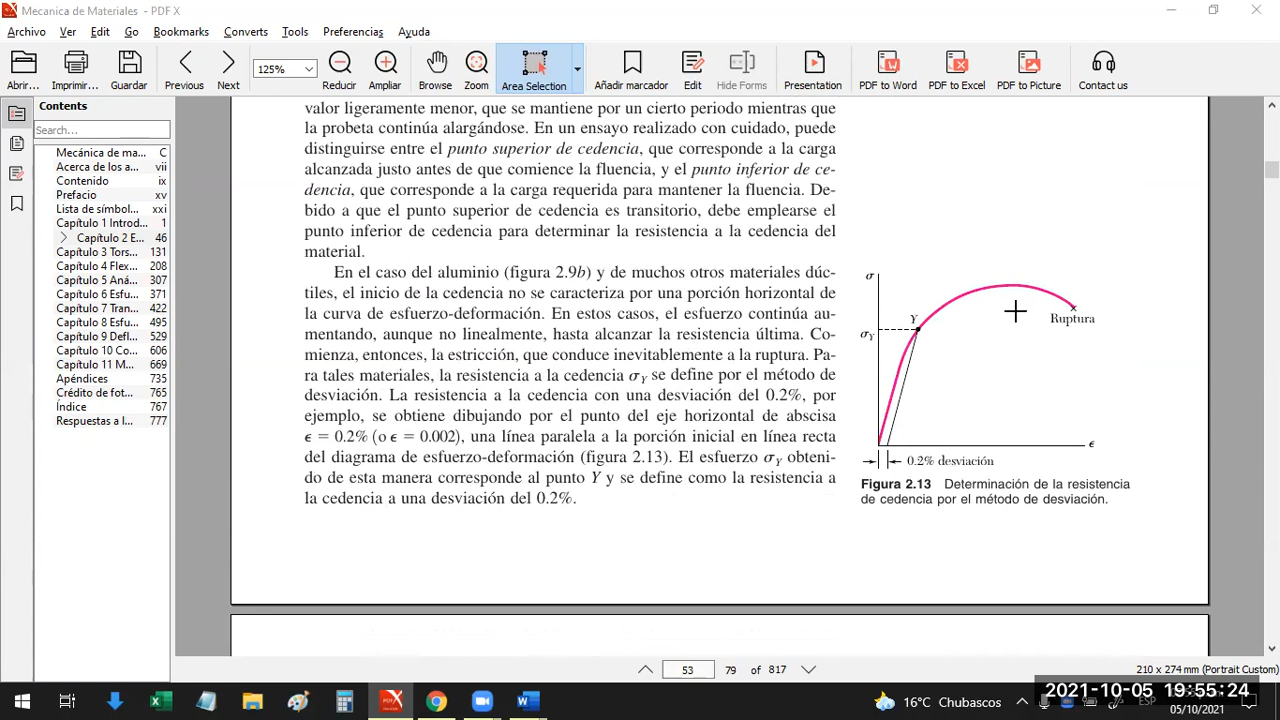 Mecanica de Materiales - PDF X
Archivo Ver Edit Go Bookmarks Converts Tools Preferencias Ayuda
Abrir... Imprimir... Guardar Previous Next 125% Reducir Aumentar Browse Zoom Area Selection Añadir marcador Edit Hide Forms Presentation PDF to Word PDF to Excel PDF to Picture Contact us
Contents
Search...
Mecánica de ma... C
Acerca de los a... vii
Contenido ix
Prefacio xv
Lista de símbol... xxi
Capítulo 1 Introd... 1
Capítulo 2 E... 46
Capítulo 3 Tors... 131
Capítulo 4 Flex... 208
Capítulo 5 Aná... 307
Capítulo 6 Esfu... 371
Capítulo 7 Tran... 422
Capítulo 8 Esfu... 495
Capítulo 9 Defl... 529
Capítulo 10 Co... 606
Capítulo 11 M... 669
Apéndices 735
Crédito de fot... 765
Índice 767
Respuestas a l... 777
valor ligeramente menor, que se mantiene por un cierto periodo mientras que
la probeta continúa alargándose. En un ensayo realizado con cuidado, puede
distinguirse entre el punto superior de cedencia, que corresponde a la carga
alcanzada justo antes de que comience la fluencia, y el punto inferior de ce-
dencia, que corresponde a la carga requerida para mantener la fluencia. De-
bido a que el punto superior de cedencia es transitorio, debe emplearse el
punto inferior de cedencia para determinar la resistencia a la cedencia del
material.
En el caso del aluminio (figura 2.9b) y de muchos otros materiales dúc-
tiles, el inicio de la cedencia no se caracteriza por una porción horizontal de
la curva de esfuerzo-deformación. En estos casos, el esfuerzo continúa au-
mentando, aunque no linealmente, hasta alcanzar la resistencia última. Co-
mienza, entonces, la estricción, que conduce inevitablemente a la ruptura. Pa-
ra tales materiales, la resistencia a la cedencia σY se define por el método de
desviación. La resistencia a la cedencia con una desviación del 0.2%, por
ejemplo, se obtiene dibujando por el punto del eje horizontal de abscisa
ϵ = 0.2% (o ϵ = 0.002), una línea paralela a la porción inicial en línea recta
del diagrama de esfuerzo-deformación (figura 2.13). El esfuerzo σY obteni-
do de esta manera corresponde al punto Y y se define como la resistencia a
la cedencia a una desviación del 0.2%.
σ
Y
Ruptura
σY
ϵ
0.2% desviación
Figura 2.13 Determinación de la resistencia
de cedencia por el método de desviación.
53 79 of 817
210 x 274 mm (Portrait Custom)
16°C Chubascos
ESP
2021-10-05 19:55:24
05/10/2021